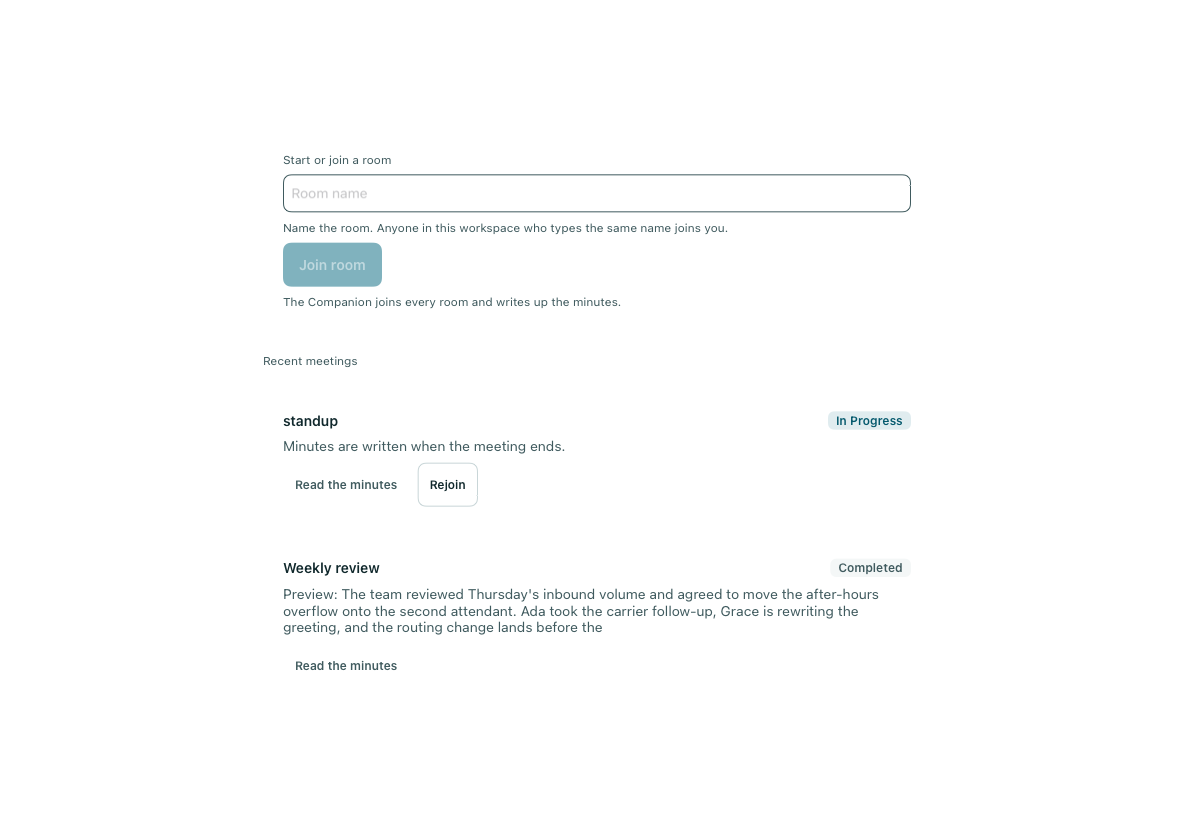 Start or join a room
Room name
Name the room. Anyone in this workspace who types the same name joins you.
Join room
The Companion joins every room and writes up the minutes.
Recent meetings
standup
In Progress
Minutes are written when the meeting ends.
Read the minutes
Rejoin
Weekly review
Completed
Preview: The team reviewed Thursday's inbound volume and agreed to move the after-hours
overflow onto the second attendant. Ada took the carrier follow-up, Grace is rewriting the
greeting, and the routing change lands before the
Read the minutes